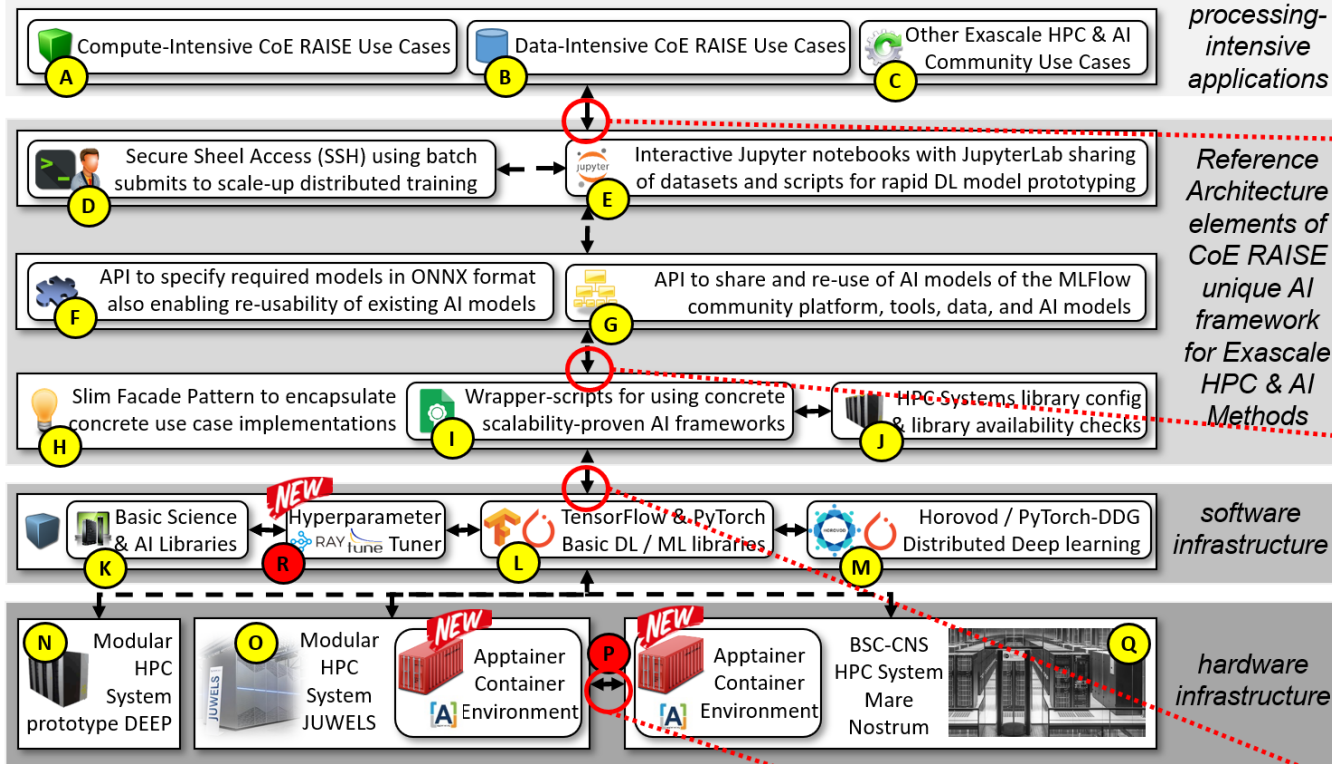 processing-
intensive
applications
Compute-Intensive CoE RAISE Use Cases
A
Data-Intensive CoE RAISE Use Cases
B
Other Exascale HPC & AI
Community Use Cases
C
Reference
Architecture
elements of
CoE RAISE
unique AI
framework
for Exascale
HPC & AI
Methods
Secure Sheel Access (SSH) using batch
submits to scale-up distributed training
D
jupyter
Interactive Jupyter notebooks with JupyterLab sharing
of datasets and scripts for rapid DL model prototyping
E
API to specify required models in ONNX format
also enabling re-usability of existing AI models
F
API to share and re-use of AI models of the MLFlow
community platform, tools, data, and AI models
G
Slim Facade Pattern to encapsulate
concrete use case implementations
H
Wrapper-scripts for using concrete
scalability-proven AI frameworks
I
HPC Systems library config
& library availability checks
J
software
infrastructure
Basic Science
& AI Libraries
K
NEW
Hyperparameter
RAY tune Tuner
R
TensorFlow & PyTorch
Basic DL / ML libraries
L
HOROVOD
Horovod / PyTorch-DDG
Distributed Deep learning
M
hardware
infrastructure
N
Modular
HPC
System
prototype DEEP
O
JUWELS
Modular
HPC
System
JUWELS
NEW
Apptainer
Container
Environment
A
P
NEW
Apptainer
Container
Environment
A
BSC-CNS
HPC System
Mare
Nostrum
Q